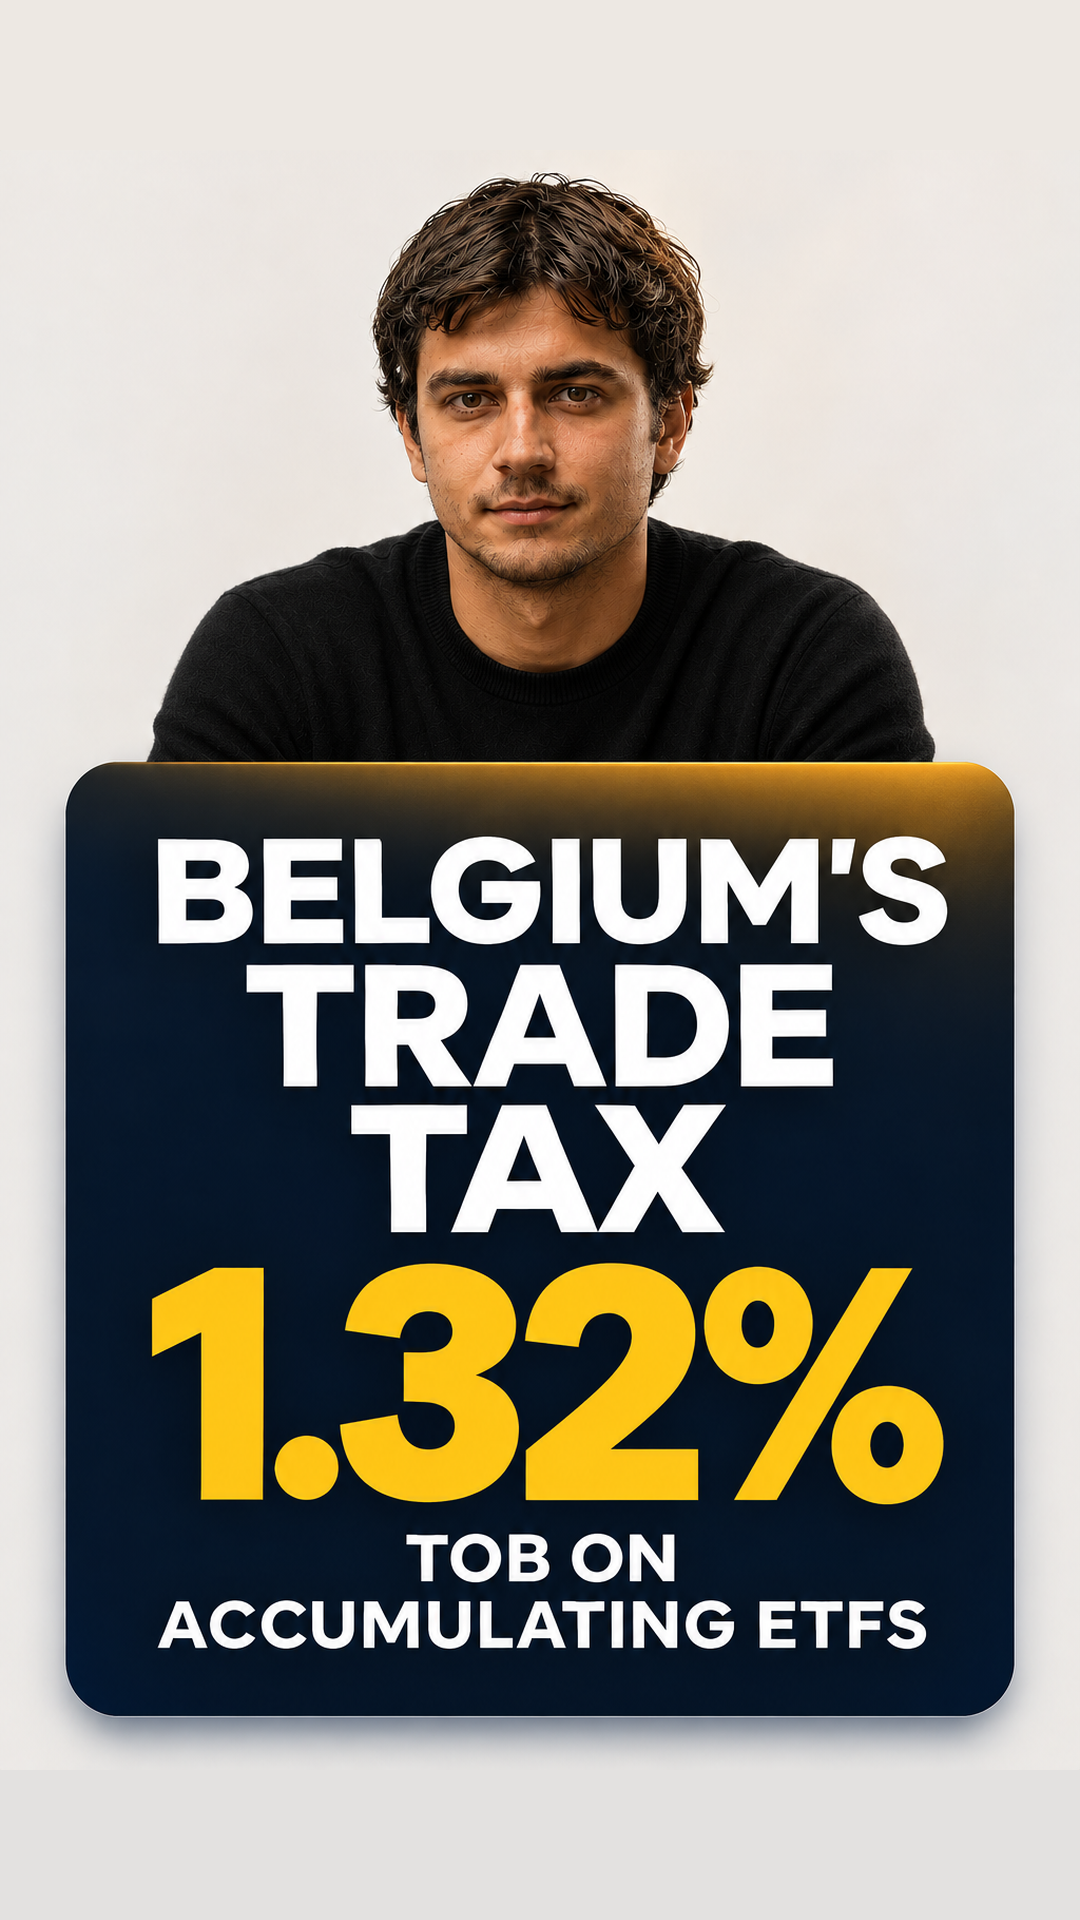 BELGIUM'S
TRADE
TAX
1.32%
TOB ON
ACCUMULATING ETFS